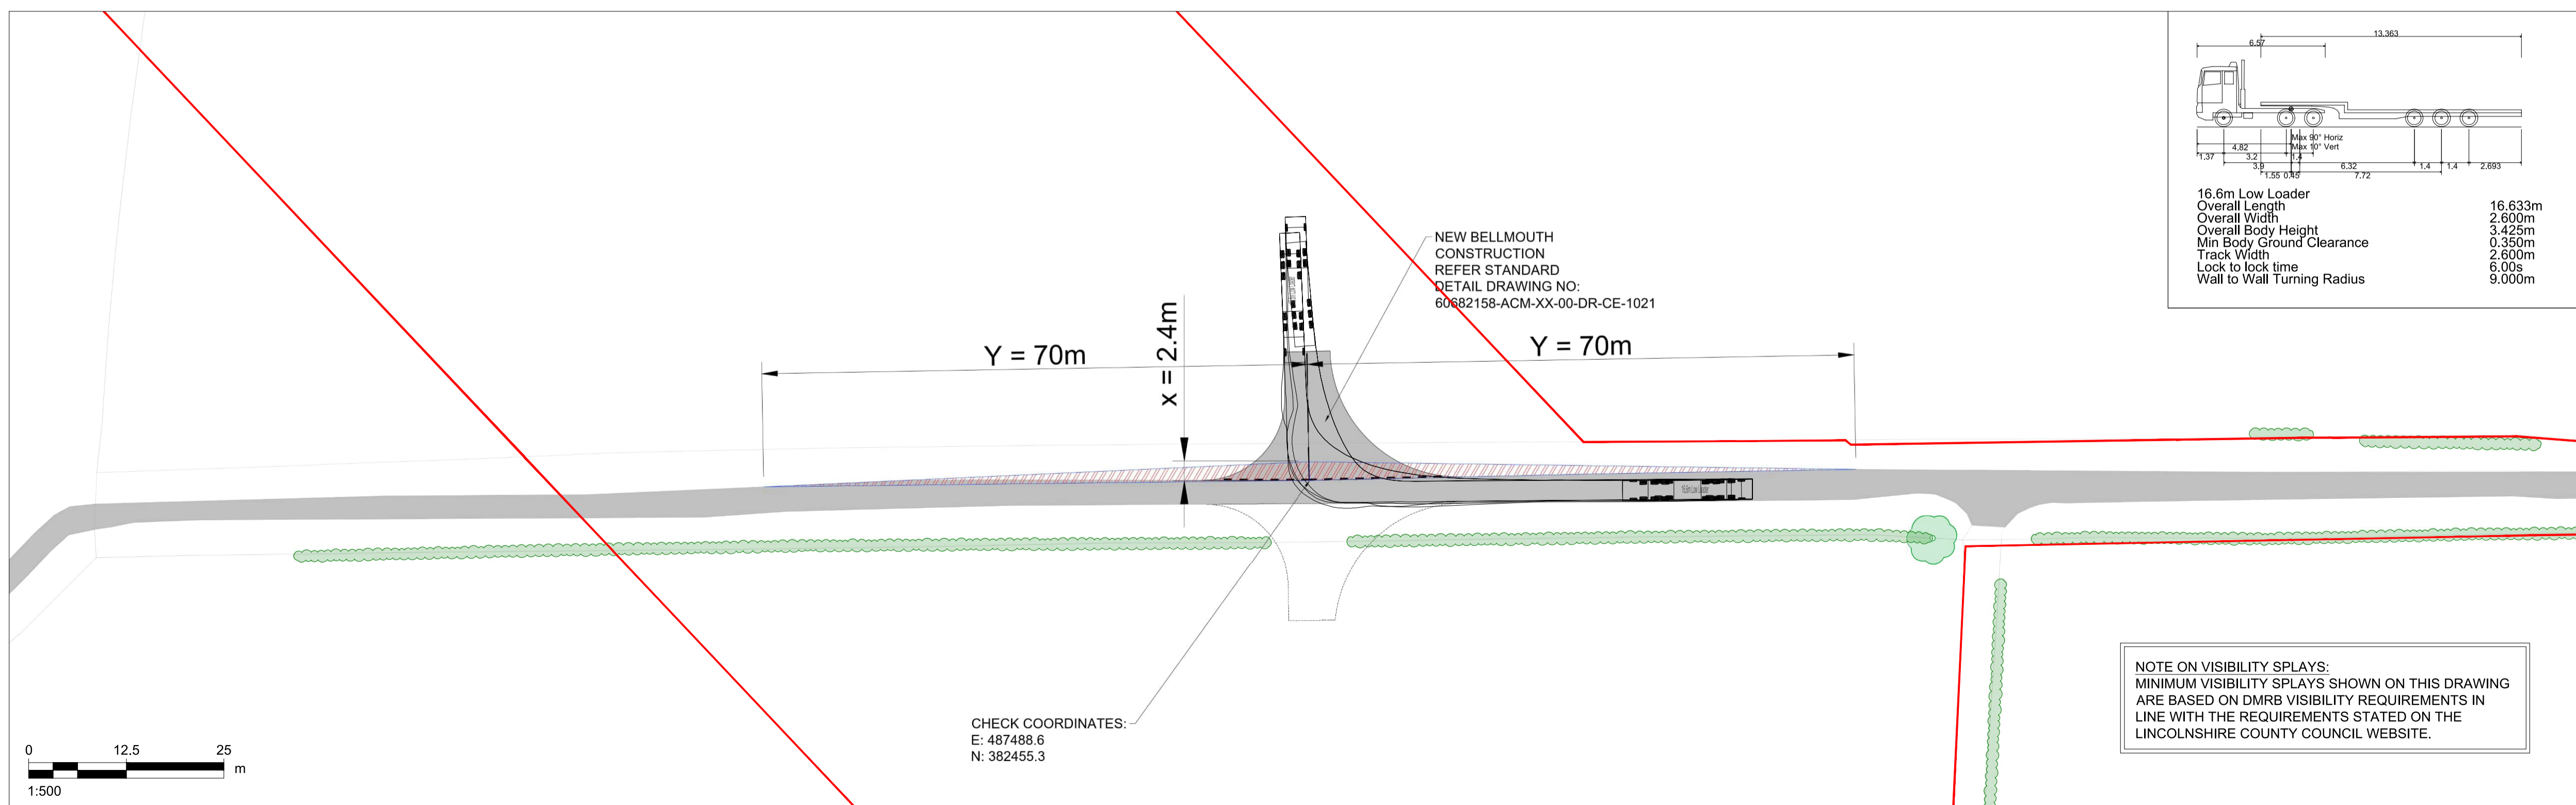 13.363
6.57
Max 90° Horiz
Max 10° Vert
4.82
1.37
3.2
1.4
3.9
6.32
1.4
1.4
2.693
1.55
0.45
7.72
16.6m Low Loader
Overall Length 16.633m
Overall Width 2.600m
Overall Body Height 3.425m
Min Body Ground Clearance 0.350m
Track Width 2.600m
Lock to lock time 6.00s
Wall to Wall Turning Radius 9.000m
NEW BELLMOUTH
CONSTRUCTION
REFER STANDARD
DETAIL DRAWING NO:
60682158-ACM-XX-00-DR-CE-1021
Y = 70m
x = 2.4m
Y = 70m
16.6m Low Loader
CHECK COORDINATES:
E: 487488.6
N: 382455.3
0 12.5 25
m
1:500
NOTE ON VISIBILITY SPLAYS:
MINIMUM VISIBILITY SPLAYS SHOWN ON THIS DRAWING
ARE BASED ON DMRB VISIBILITY REQUIREMENTS IN
LINE WITH THE REQUIREMENTS STATED ON THE
LINCOLNSHIRE COUNTY COUNCIL WEBSITE.